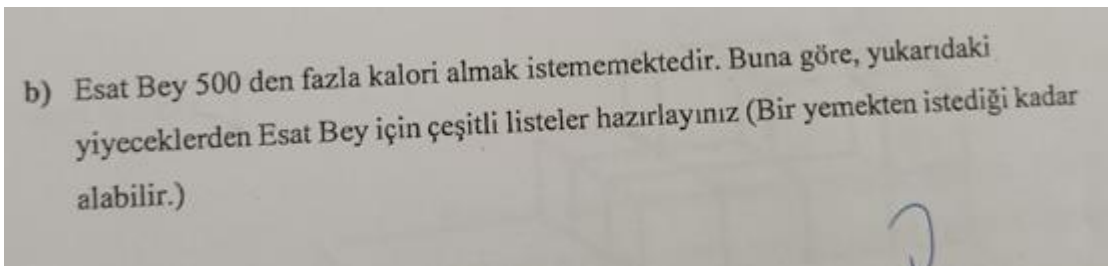 b) Esat Bey 500 den fazla kalori almak istememektedir. Buna göre, yukarıdaki
yiyeceklerden Esat Bey için çeşitli listeler hazırlayınız (Bir yemekten istediği kadar
alabilir.)